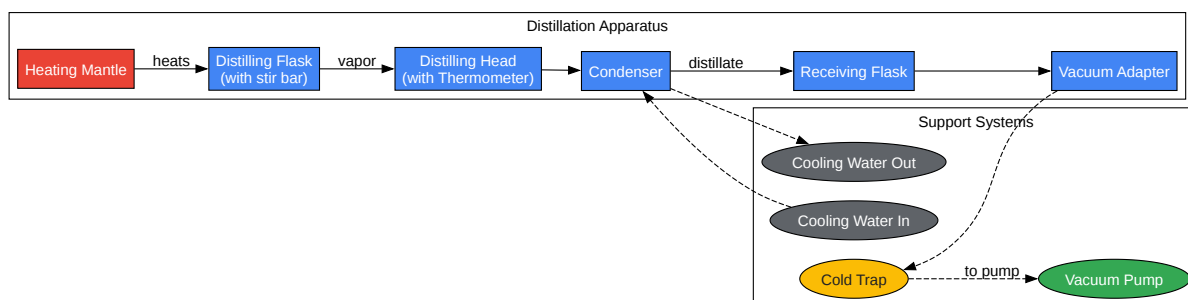 Distillation Apparatus
Heating Mantle
heats
Distilling Flask
(with stir bar)
vapor
Distilling Head
(with Thermometer)
Condenser
distillate
Receiving Flask
Vacuum Adapter
Support Systems
Cooling Water Out
Cooling Water In
Cold Trap
to pump
Vacuum Pump